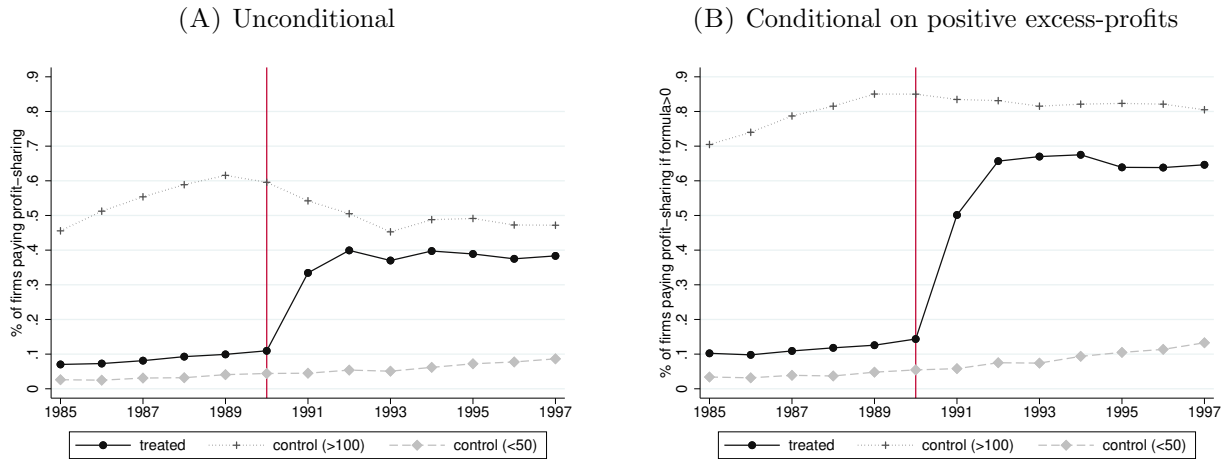 (A) Unconditional
% of firms paying profit−sharing
.9
.8
.7
.6
.5
.4
.3
.2
.1
0
1985 1987 1989 1991 1993 1995 1997
treated control (>100) control (<50)
(B) Conditional on positive excess-profits
% of firms paying profit−sharing if formula>0
.9
.8
.7
.6
.5
.4
.3
.2
.1
0
1985 1987 1989 1991 1993 1995 1997
treated control (>100) control (<50)